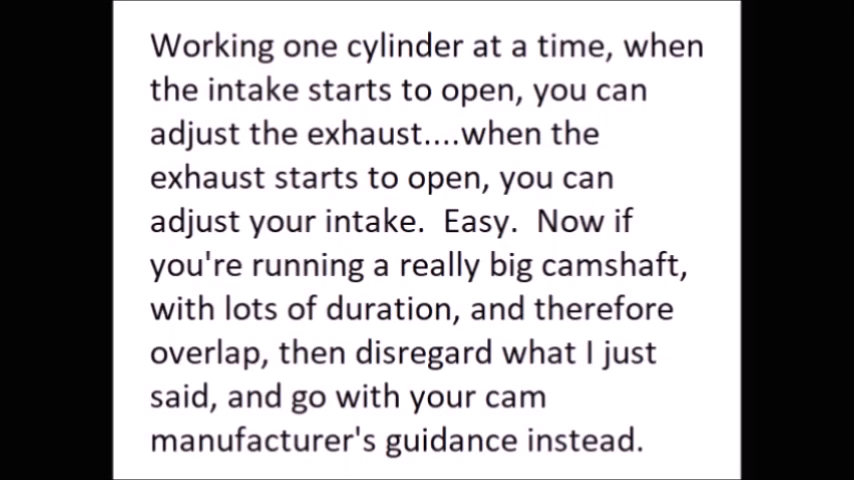 Working one cylinder at a time, when
the intake starts to open, you can
adjust the exhaust....when the
exhaust starts to open, you can
adjust your intake.  Easy.  Now if
you're running a really big camshaft,
with lots of duration, and therefore
overlap, then disregard what I just
said, and go with your cam
manufacturer's guidance instead.